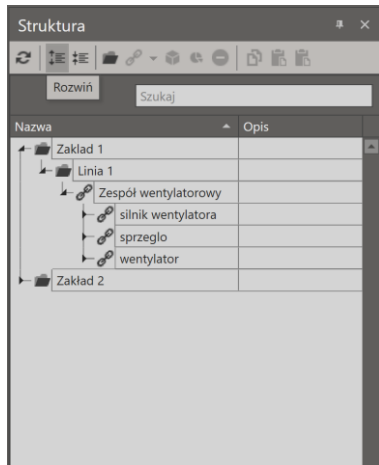 Struktura
Rozwiń
Szukaj
Nazwa Opis
Zaklad 1
Linia 1
Zespół wentylatorowy
silnik wentylatora
sprzeglo
wentylator
Zakład 2